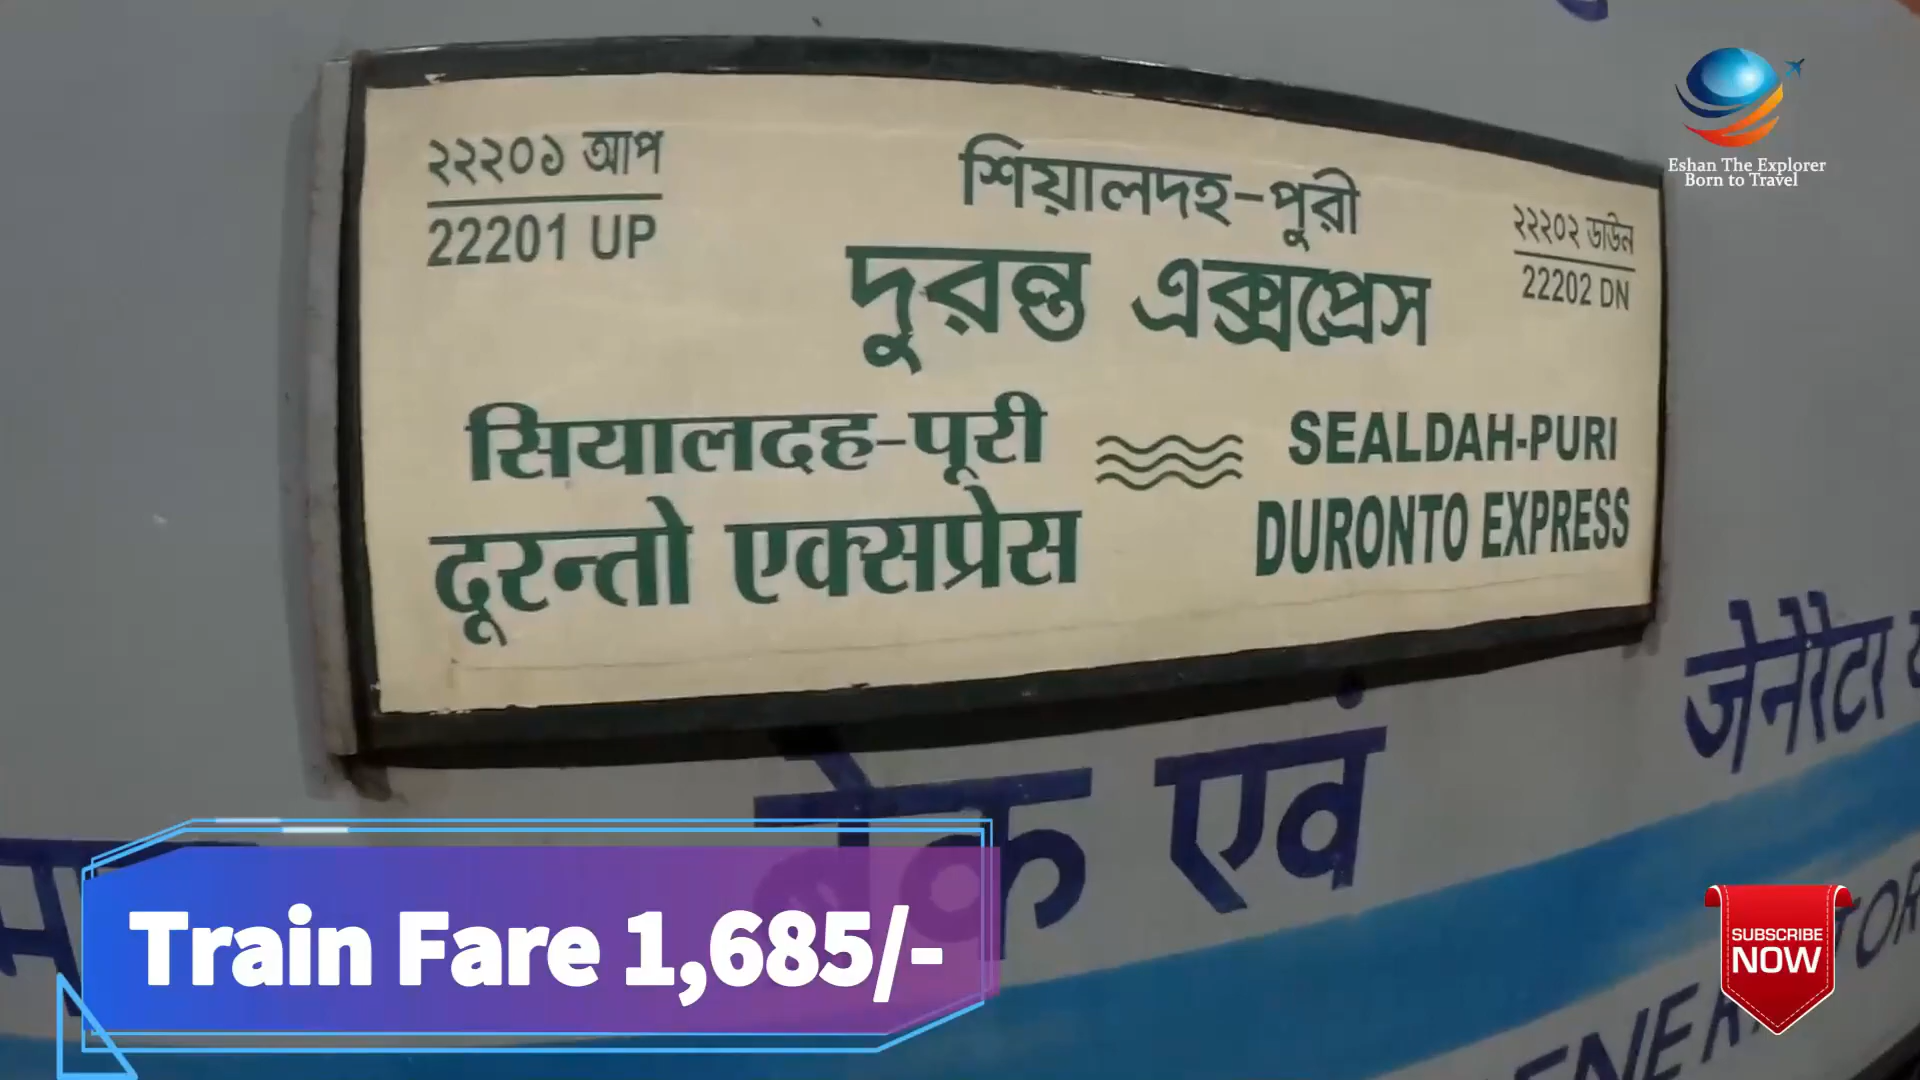 ২২২০১ আপ
22201 UP
শিয়ালদহ-পুরী
দুরন্ত এক্সপ্রেস
২২২০২ ডাউন
22202 DN
सियालदह-पूरी
दूरन्तो एक्सप्रेस
SEALDAH-PURI
DURONTO EXPRESS
Eshan The Explorer
Born to Travel
एवं
जेनैरेटर
Train Fare 1,685/-
SUBSCRIBE
NOW